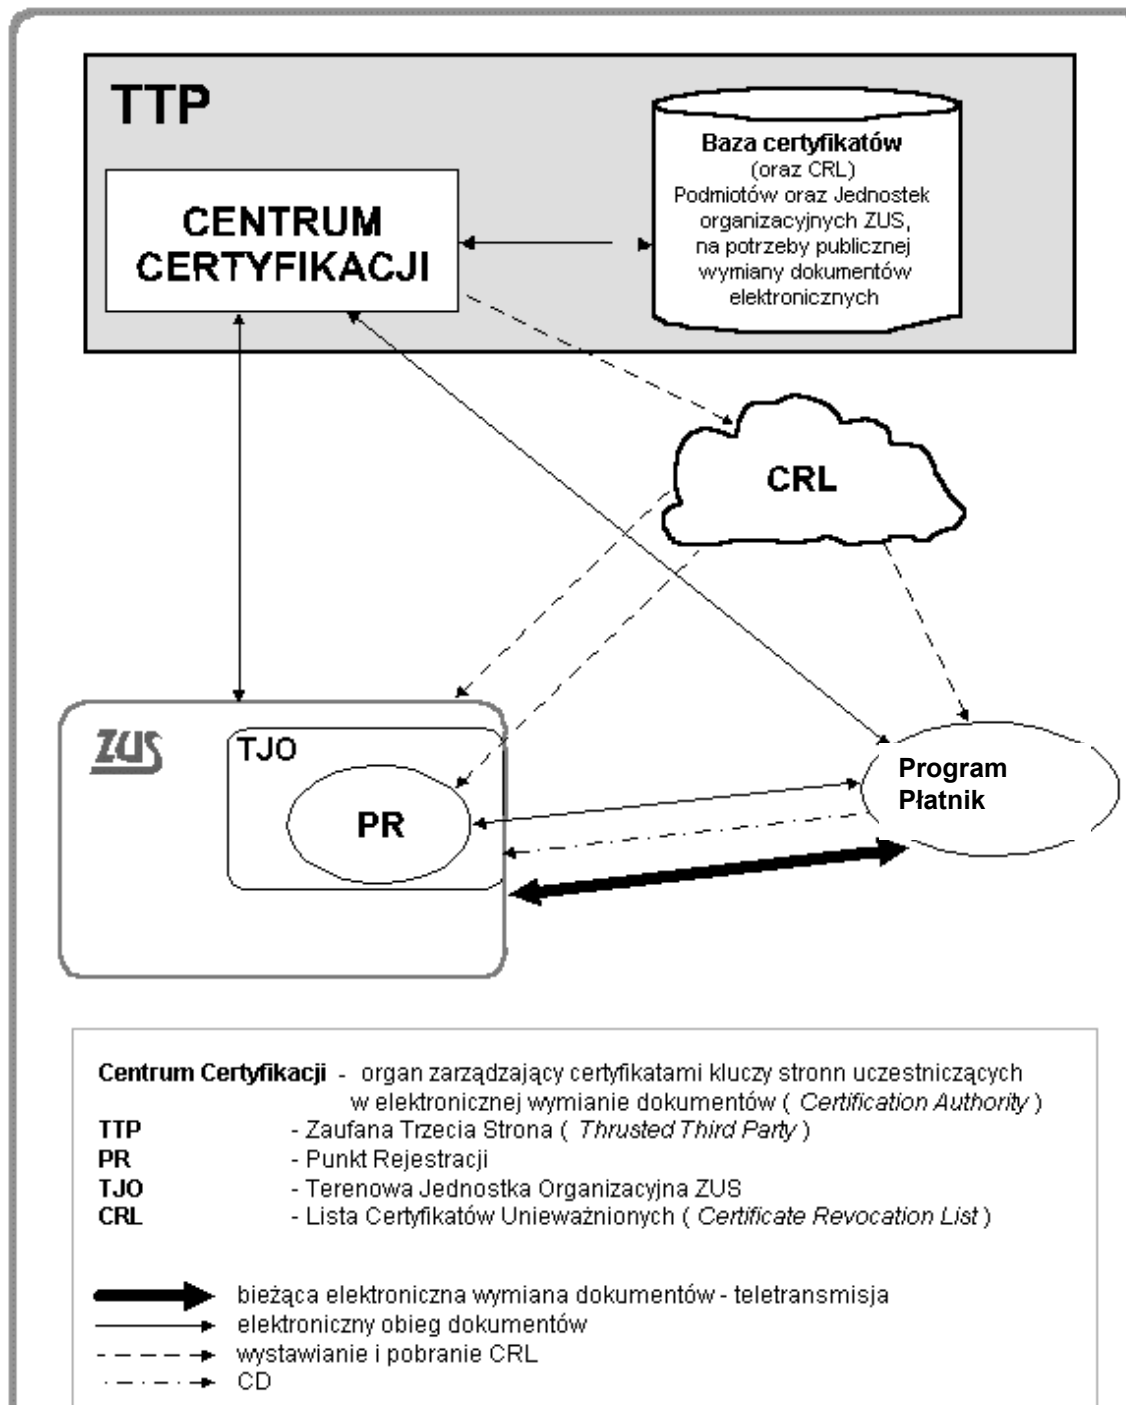 TTP
CENTRUM
CERTYFIKACJI
Baza certyfikatów
(oraz CRL)
Podmiotów oraz Jednostek
organizacyjnych ZUS,
na potrzeby publicznej
wymiany dokumentów
elektronicznych
CRL
ZUS
TJO
PR
Program
Płatnik
Centrum Certyfikacji - organ zarządzający certyfikatami kluczy stronn uczestniczących
w elektronicznej wymianie dokumentów ( Certification Authority )
TTP - Zaufana Trzecia Strona ( Thrusted Third Party )
PR - Punkt Rejestracji
TJO - Terenowa Jednostka Organizacyjna ZUS
CRL - Lista Certyfikatów Unieważnionych ( Certificate Revocation List )
bieżąca elektroniczna wymiana dokumentów - teletransmisja
elektroniczny obieg dokumentów
wystawianie i pobranie CRL
CD